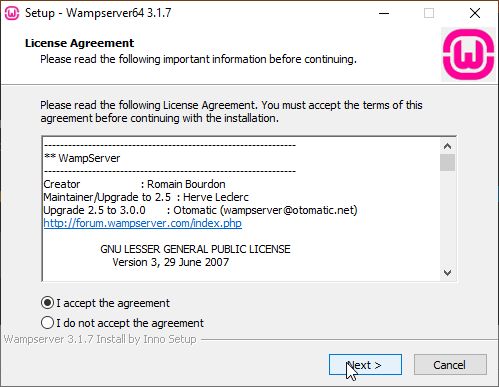 Setup - Wampserver64 3.1.7
License Agreement
Please read the following important information before continuing.
Please read the following License Agreement. You must accept the terms of this
agreement before continuing with the installation.
------------------------------------------------------------
** WampServer
------------------------------------------------------------
Creator : Romain Bourdon
Maintainer/Upgrade to 2.5 : Herve Leclerc
Upgrade 2.5 to 3.0.0 : Otomatic (wampserver@otomatic.net)
http://forum.wampserver.com/index.php
GNU LESSER GENERAL PUBLIC LICENSE
Version 3, 29 June 2007
I accept the agreement
I do not accept the agreement
Wampserver 3.1.7 Install by Inno Setup
Next >
Cancel